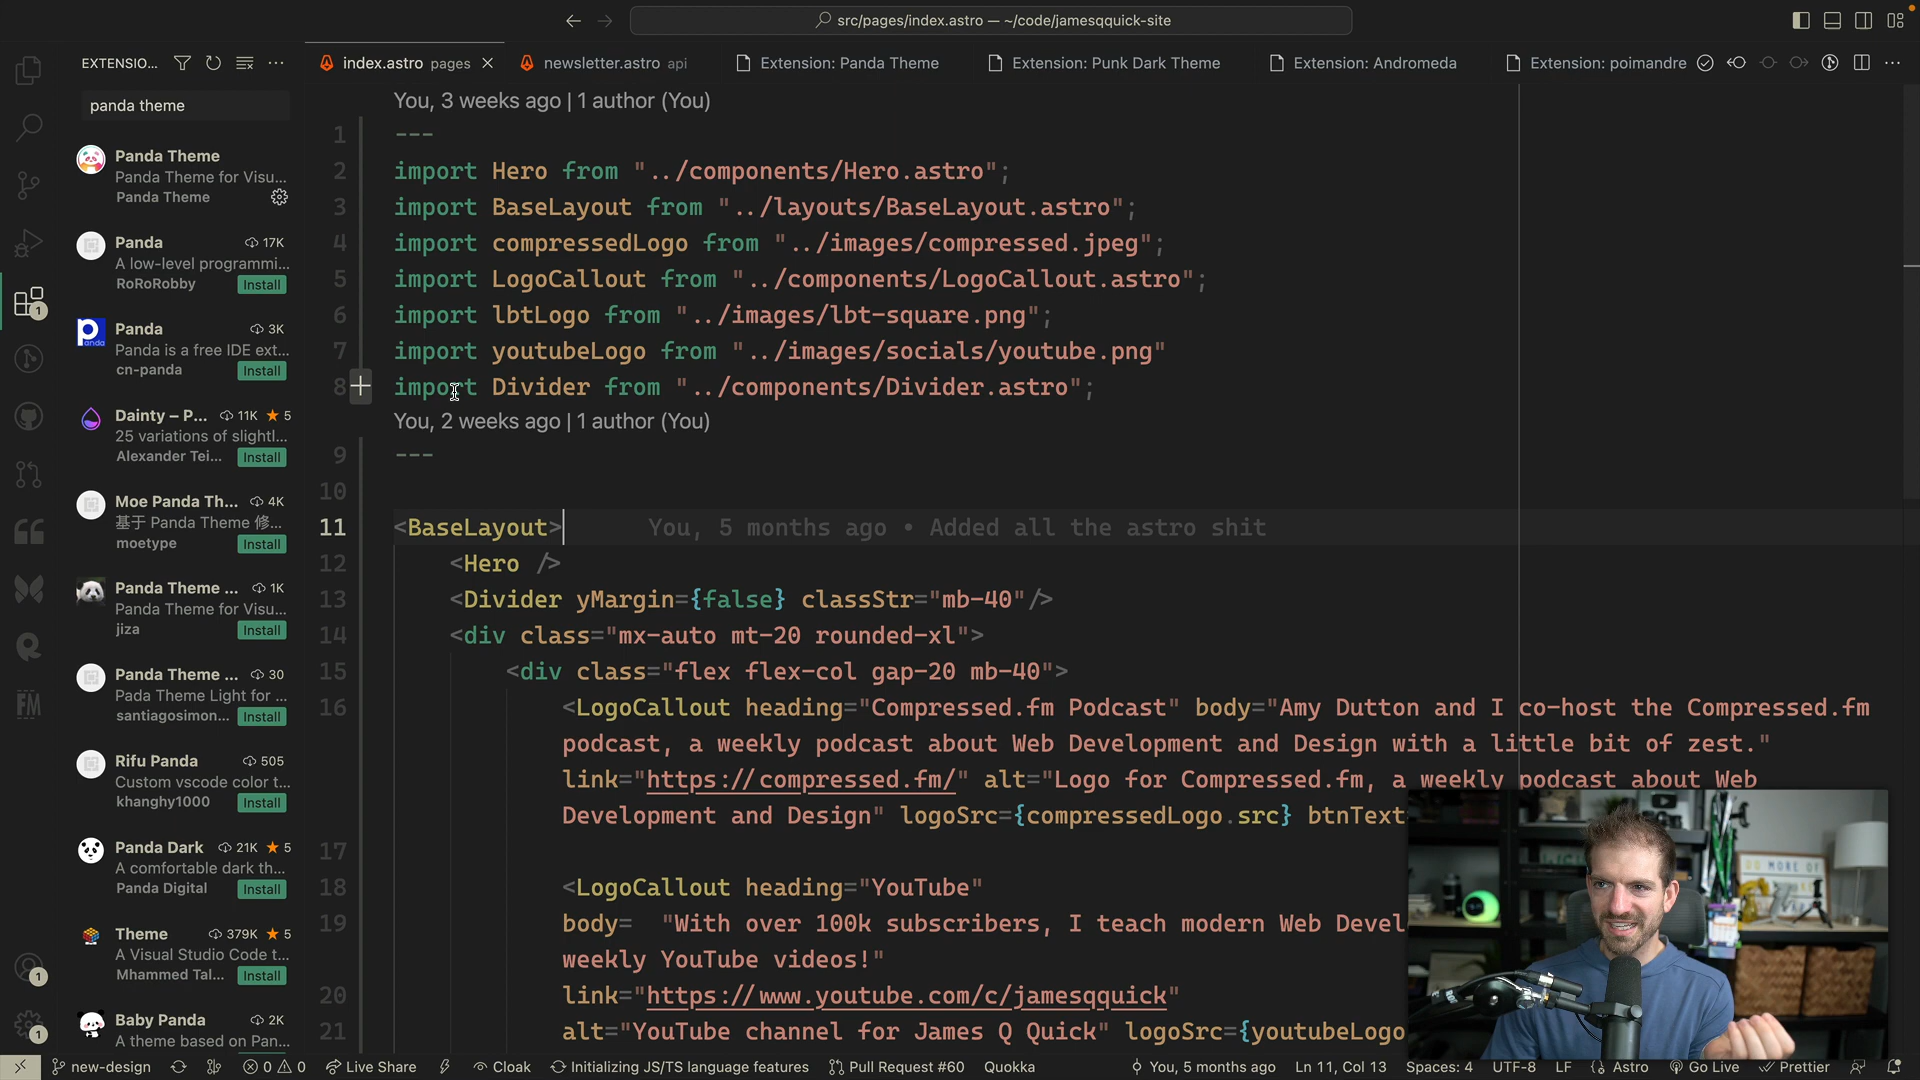 src/pages/index.astro — ~/code/jamesqquick-site
EXTENSIO...
index.astro pages
newsletter.astro api
Extension: Panda Theme
Extension: Punk Dark Theme
Extension: Andromeda
Extension: poimandre
panda theme
Panda Theme
Panda Theme for Visu...
Panda Theme
Panda 17K
A low-level programmi...
RoRoRobby Install
Panda 3K
Panda is a free IDE ext...
cn-panda Install
Dainty – P... 11K ★ 5
25 variations of slightl...
Alexander Tei... Install
Moe Panda Th... 4K
基于 Panda Theme 修...
moetype Install
Panda Theme ... 1K
Panda Theme for Visu...
jiza Install
Panda Theme ... 30
Pada Theme Light for ...
santiagosimon... Install
Rifu Panda 505
Custom vscode color t...
khanghy1000 Install
Panda Dark 21K ★ 5
A comfortable dark th...
Panda Digital Install
Theme 379K ★ 5
A Visual Studio Code t...
Mhammed Tal... Install
Baby Panda 2K
A theme based on Pan...
You, 3 weeks ago | 1 author (You)
1 ---
2 import Hero from "../components/Hero.astro";
3 import BaseLayout from "../layouts/BaseLayout.astro";
4 import compressedLogo from "../images/compressed.jpeg";
5 import LogoCallout from "../components/LogoCallout.astro";
6 import lbtLogo from "../images/lbt-square.png";
7 import youtubeLogo from "../images/socials/youtube.png"
8 import Divider from "../components/Divider.astro";
You, 2 weeks ago | 1 author (You)
9 ---
10
11 <BaseLayout> You, 5 months ago • Added all the astro shit
12 <Hero />
13 <Divider yMargin={false} classStr="mb-40"/>
14 <div class="mx-auto mt-20 rounded-xl">
15 <div class="flex flex-col gap-20 mb-40">
16 <LogoCallout heading="Compressed.fm Podcast" body="Amy Dutton and I co-host the Compressed.fm
podcast, a weekly podcast about Web Development and Design with a little bit of zest."
link="https://compressed.fm/" alt="Logo for Compressed.fm, a weekly podcast about Web
Development and Design" logoSrc={compressedLogo.src} btnText
17
18 <LogoCallout heading="YouTube"
19 body= "With over 100k subscribers, I teach modern Web Devel
weekly YouTube videos!"
20 link="https://www.youtube.com/c/jamesqquick"
21 alt="YouTube channel for James Q Quick" logoSrc={youtubeLogo
DO MORE OF
new-design 0 0 Live Share Cloak Initializing JS/TS language features Pull Request #60 Quokka You, 5 months ago Ln 11, Col 13 Spaces: 4 UTF-8 LF {} Astro Go Live Prettier
FM
1
1
1